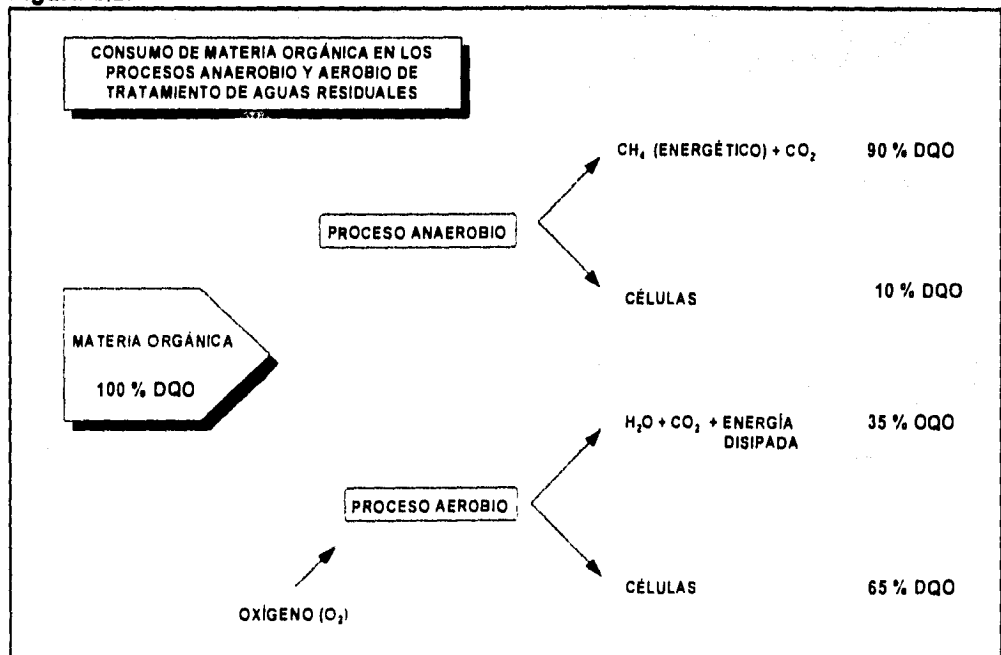 CONSUMO DE MATERIA ORGÁNICA EN LOS
PROCESOS ANAEROBIO Y AEROBIO DE
TRATAMIENTO DE AGUAS RESIDUALES
CH₄ (ENERGÉTICO) + CO₂ 90 % DQO
PROCESO ANAEROBIO
CÉLULAS 10 % DQO
MATERIA ORGÁNICA
100 % DQO
H₂O + CO₂ + ENERGÍA
DISIPADA
35 % OQO
PROCESO AEROBIO
CÉLULAS 65 % DQO
OXÍGENO (O₂)